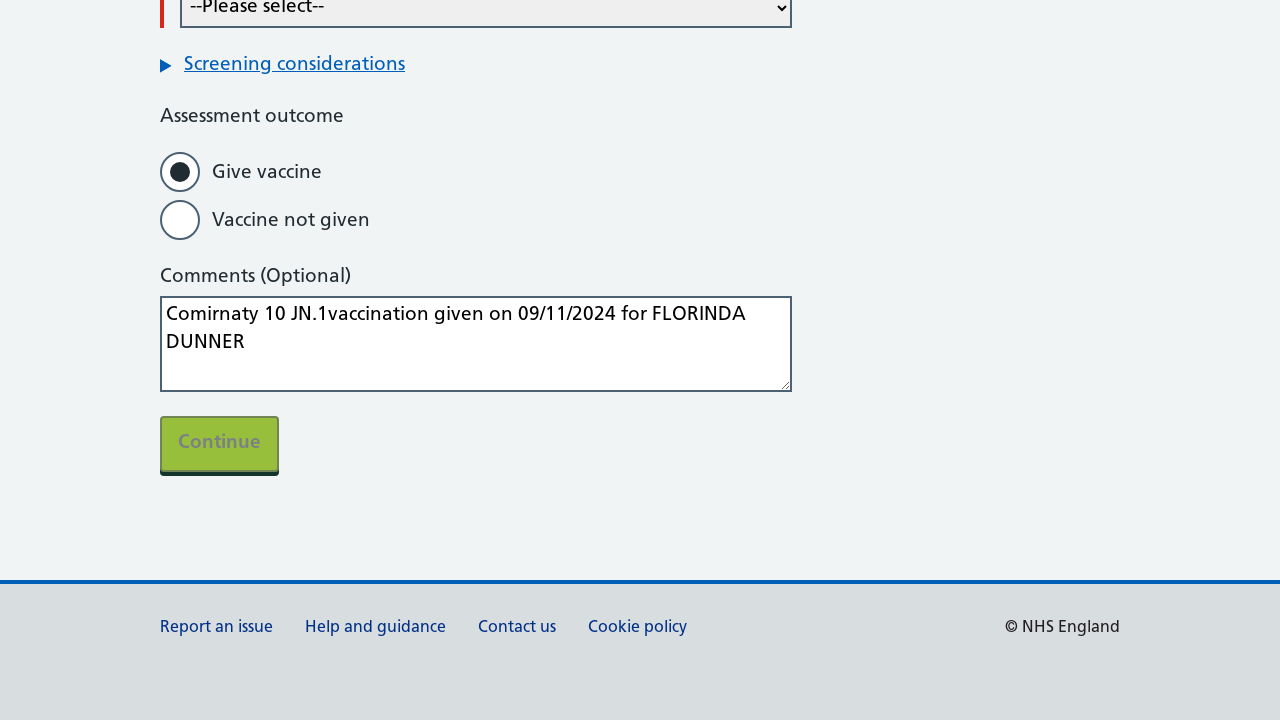 --Please select--
Screening considerations
Assessment outcome
Give vaccine
Vaccine not given
Comments (Optional)
Comirnaty 10 JN.1vaccination given on 09/11/2024 for FLORINDA
DUNNER
Continue
Report an issue Help and guidance Contact us Cookie policy © NHS England